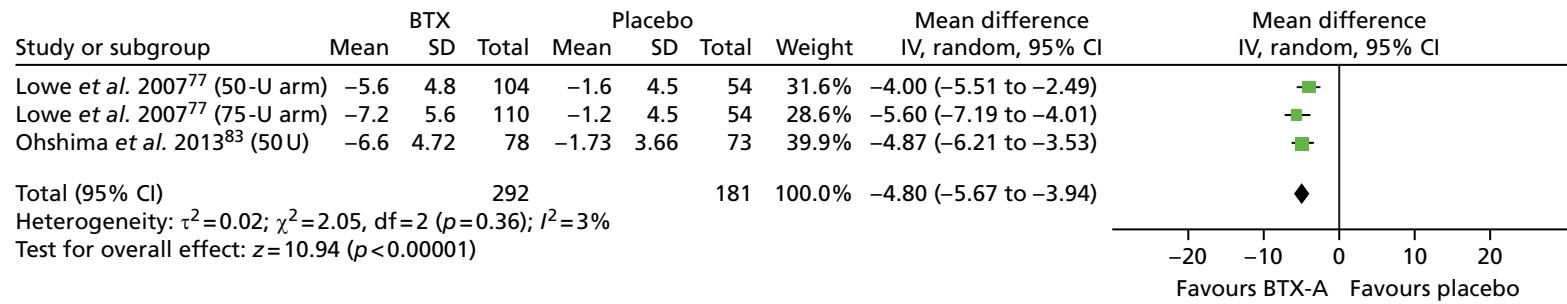 BTX Placebo Mean difference Mean difference
Study or subgroup Mean SD Total Mean SD Total Weight IV, random, 95% CI IV, random, 95% CI
Lowe et al. 2007⁷⁷ (50-U arm) −5.6 4.8 104 −1.6 4.5 54 31.6% −4.00 (−5.51 to −2.49)
Lowe et al. 2007⁷⁷ (75-U arm) −7.2 5.6 110 −1.2 4.5 54 28.6% −5.60 (−7.19 to −4.01)
Ohshima et al. 2013⁸³ (50 U) −6.6 4.72 78 −1.73 3.66 73 39.9% −4.87 (−6.21 to −3.53)
Total (95% CI) 292 181 100.0% −4.80 (−5.67 to −3.94)
Heterogeneity: τ²=0.02; χ²=2.05, df=2 (p=0.36); I²=3%
Test for overall effect: z=10.94 (p<0.00001)
−20 −10 0 10 20
Favours BTX-A Favours placebo